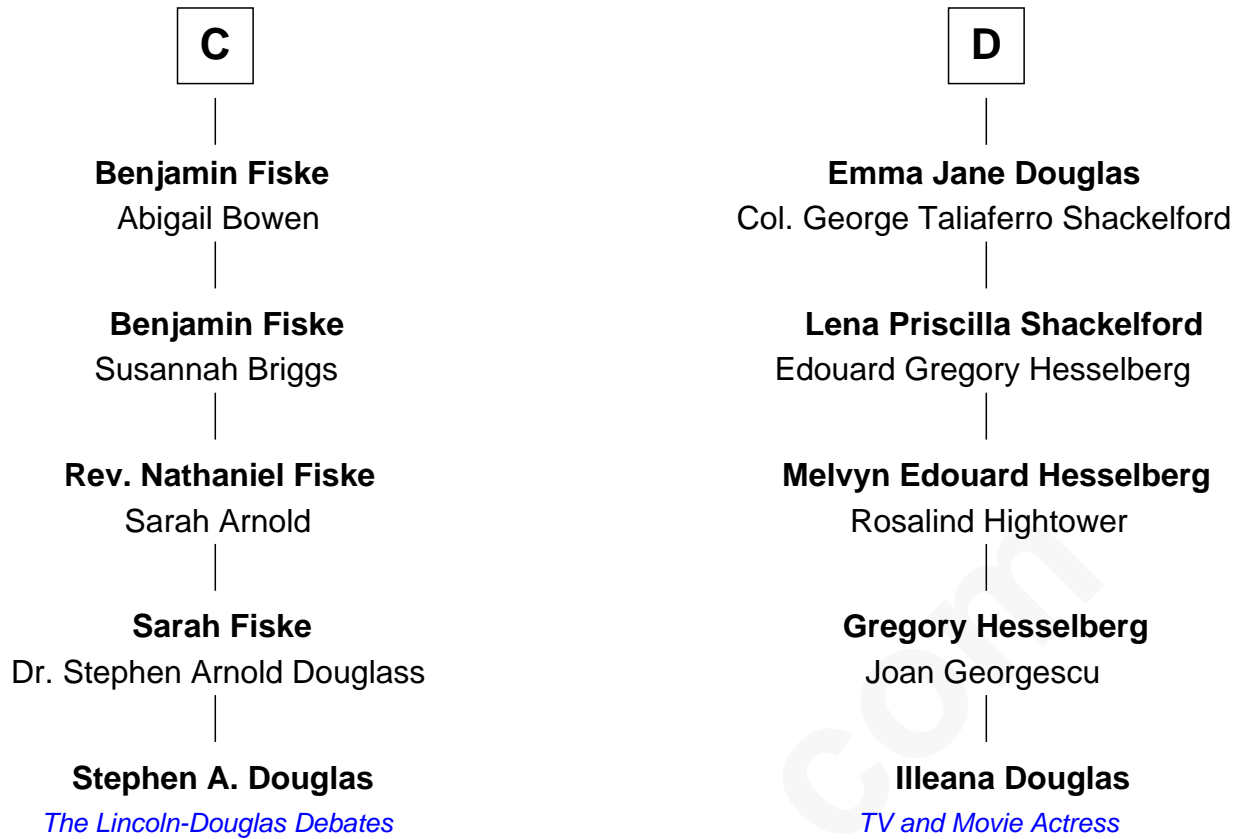 C
Benjamin Fiske
Abigail Bowen
Benjamin Fiske
Susannah Briggs
Rev. Nathaniel Fiske
Sarah Arnold
Sarah Fiske
Dr. Stephen Arnold Douglass
Stephen A. Douglas
The Lincoln-Douglas Debates
D
Emma Jane Douglas
Col. George Taliaferro Shackelford
Lena Priscilla Shackelford
Edouard Gregory Hesselberg
Melvyn Edouard Hesselberg
Rosalind Hightower
Gregory Hesselberg
Joan Georgescu
Illeana Douglas
TV and Movie Actress
com